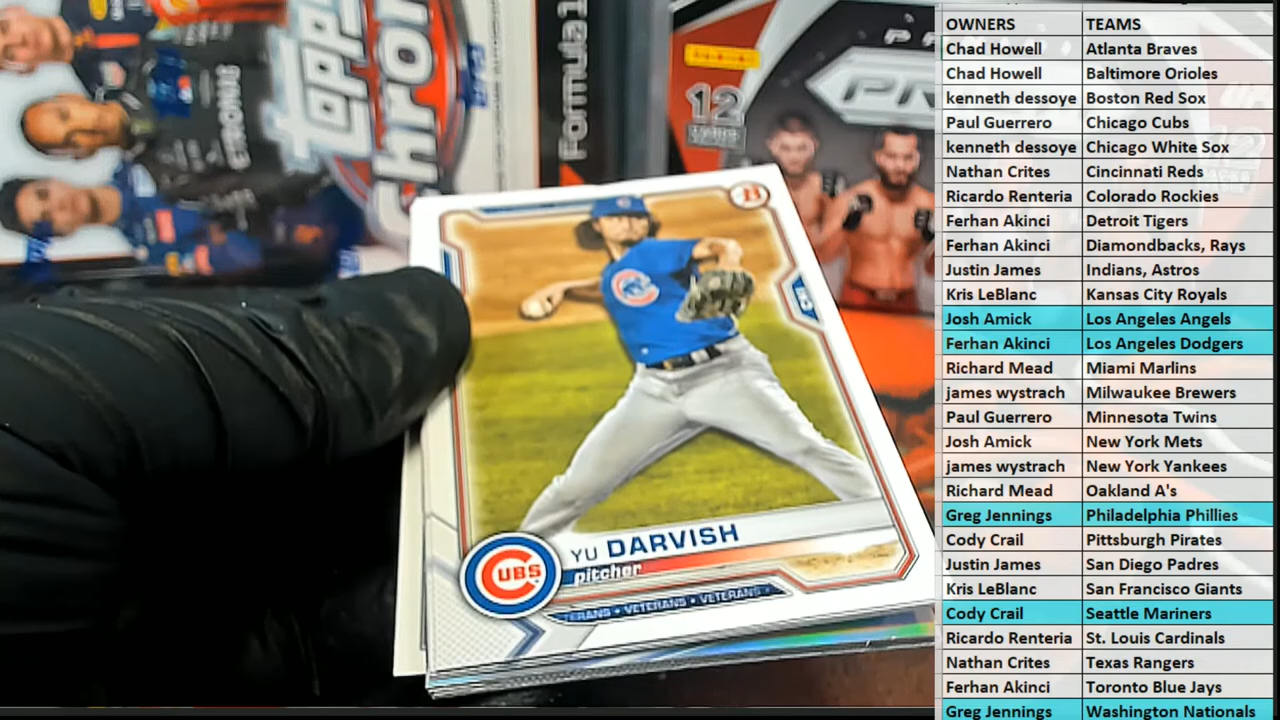 Topps
Chrom
Formula 1
12
PR
B
CUBS
YU DARVISH
pitcher
TERANS • VETERANS • VETERANS •
OWNERS TEAMS
Chad Howell Atlanta Braves
Chad Howell Baltimore Orioles
kenneth dessoye Boston Red Sox
Paul Guerrero Chicago Cubs
kenneth dessoye Chicago White Sox
Nathan Crites Cincinnati Reds
Ricardo Renteria Colorado Rockies
Ferhan Akinci Detroit Tigers
Ferhan Akinci Diamondbacks, Rays
Justin James Indians, Astros
Kris LeBlanc Kansas City Royals
Josh Amick Los Angeles Angels
Ferhan Akinci Los Angeles Dodgers
Richard Mead Miami Marlins
james wystrach Milwaukee Brewers
Paul Guerrero Minnesota Twins
Josh Amick New York Mets
james wystrach New York Yankees
Richard Mead Oakland A's
Greg Jennings Philadelphia Phillies
Cody Crail Pittsburgh Pirates
Justin James San Diego Padres
Kris LeBlanc San Francisco Giants
Cody Crail Seattle Mariners
Ricardo Renteria St. Louis Cardinals
Nathan Crites Texas Rangers
Ferhan Akinci Toronto Blue Jays
Greg Jennings Washington Nationals